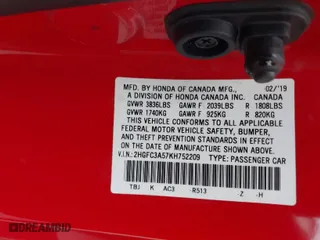 MFD. BY HONDA OF CANADA MFG., 02/'19
A DIVISION OF HONDA CANADA INC. CANADA
GVWR 3836LBS GAWR F 2039LBS R 1808LBS
GVWR 1740KG GAWR F 925KG R 820KG
THIS VEHICLE CONFORMS TO ALL APPLICABLE
FEDERAL MOTOR VEHICLE SAFETY, BUMPER,
AND THEFT PREVENTION STANDARDS IN EFFECT
ON THE DATE OF MANUFACTURE SHOWN ABOVE.
V.I.N.: 2HGFC3A57KH752209 TYPE: PASSENGER CAR
TBJ K AC3 R513 Z -H
DREAMBID